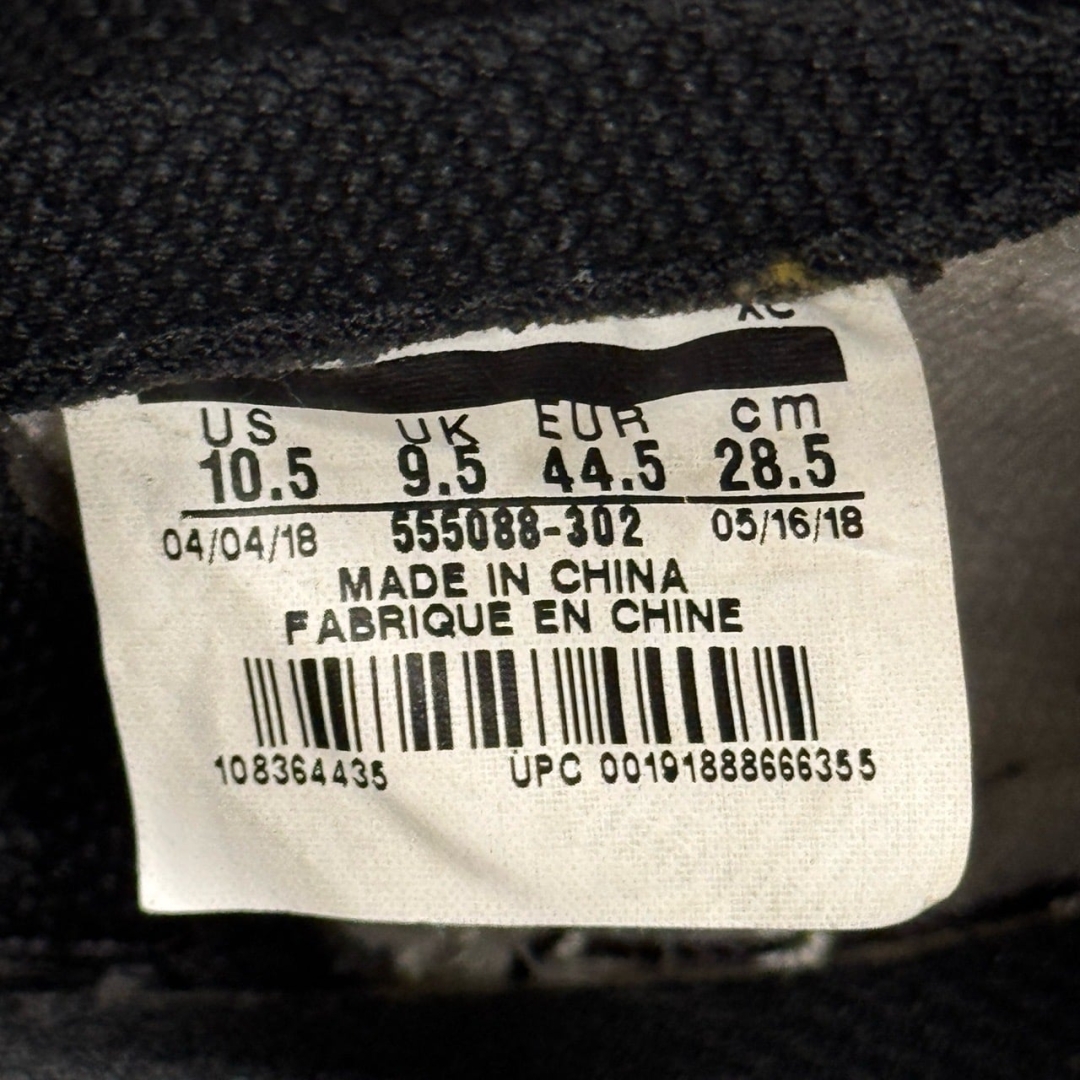 XC
US UK EUR cm
10.5 9.5 44.5 28.5
04/04/18 555088-302 05/16/18
MADE IN CHINA
FABRIQUE EN CHINE
108364435 UPC 00191888666355